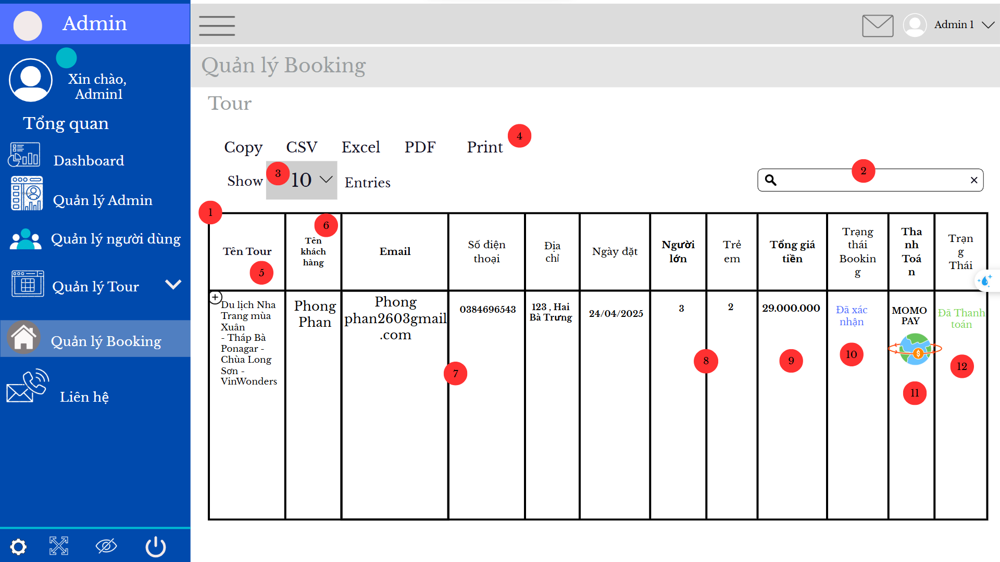 Admin
Admin 1
Xin chào,
Admin1
Tổng quan
Dashboard
Quản lý Admin
Quản lý người dùng
Quản lý Tour
Quản lý Booking
Liên hệ
Quản lý Booking
Tour
Copy CSV Excel PDF Print 4
Show 3 10 Entries
2
1
6
Tên Tour
5
Tên
khách
hàng
Email
Số điện
thoại
Địa
chỉ
Ngày đặt
Người
lớn
Trẻ
em
Tổng giá
tiền
Trạng
thái
Bookin
g
Tha
nh
Toá
n
Trạn
g
Thái
Du lịch Nha
Trang mùa
Xuân
- Tháp Bà
Ponagar -
Chùa Long
Sơn -
VinWonders
Phong
Phan
Phong
phan2603gmail
.com
0384696543
123 , Hai
Bà Trưng
24/04/2025
3
2
29.000.000
Đã xác
nhận
MOMO
PAY
Đã Thanh
toán
7
8
9
10
11
12